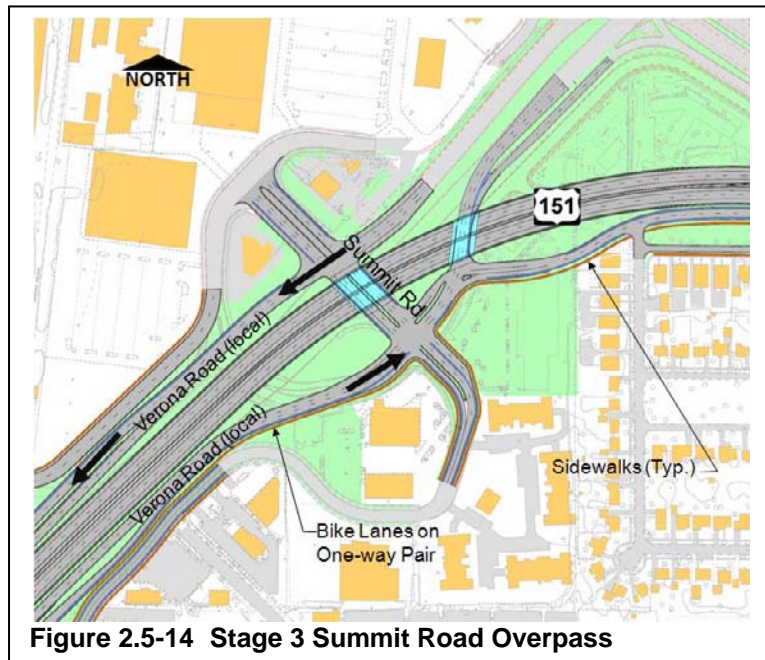 NORTH
151
Summit Rd
Verona Road (local)
Verona Road (local)
Sidewalks (Typ.)
Bike Lanes on
One-way Pair
Figure 2.5-14 Stage 3 Summit Road Overpass